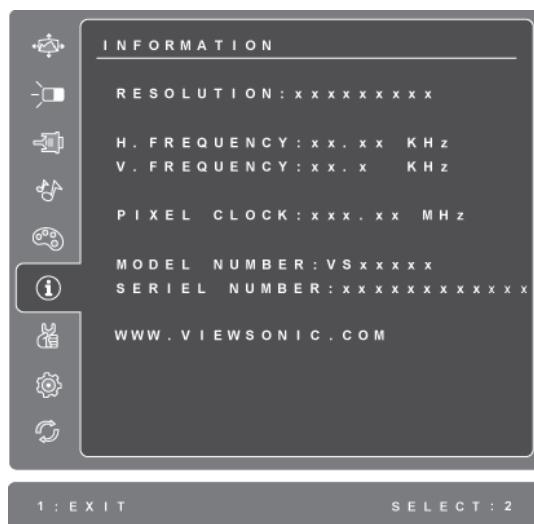 INFORMATION
RESOLUTION: xxxxxxxxx
H. FREQUENCY: xx.xx KHz
V. FREQUENCY: xx.x KHz
PIXEL CLOCK: xxx.xx MHz
MODEL NUMBER: VSxxxxx
SERIEL NUMBER: xxxxxxxxxxxx
WWW.VIEWSONIC.COM
1:EXIT SELECT:2